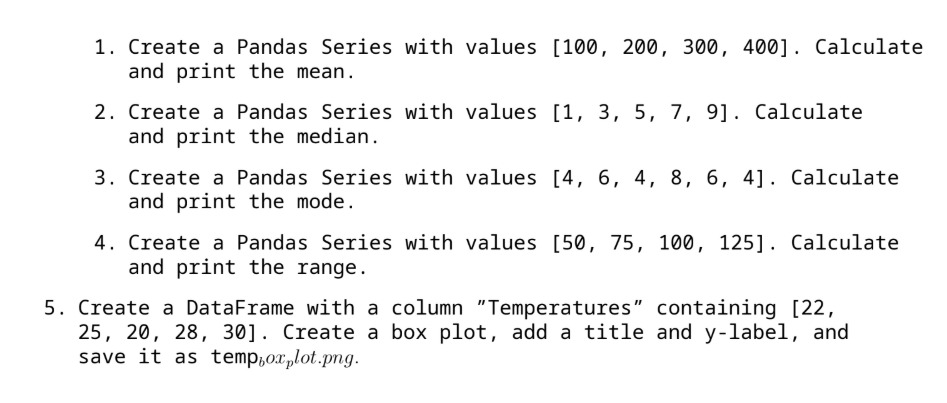 1. Create a Pandas Series with values [100, 200, 300, 400]. Calculate
and print the mean.
2. Create a Pandas Series with values [1, 3, 5, 7, 9]. Calculate
and print the median.
3. Create a Pandas Series with values [4, 6, 4, 8, 6, 4]. Calculate
and print the mode.
4. Create a Pandas Series with values [50, 75, 100, 125]. Calculate
and print the range.
5. Create a DataFrame with a column ”Temperatures” containing [22,
25, 20, 28, 30]. Create a box plot, add a title and y-label, and
save it as temp_box_plot.png.